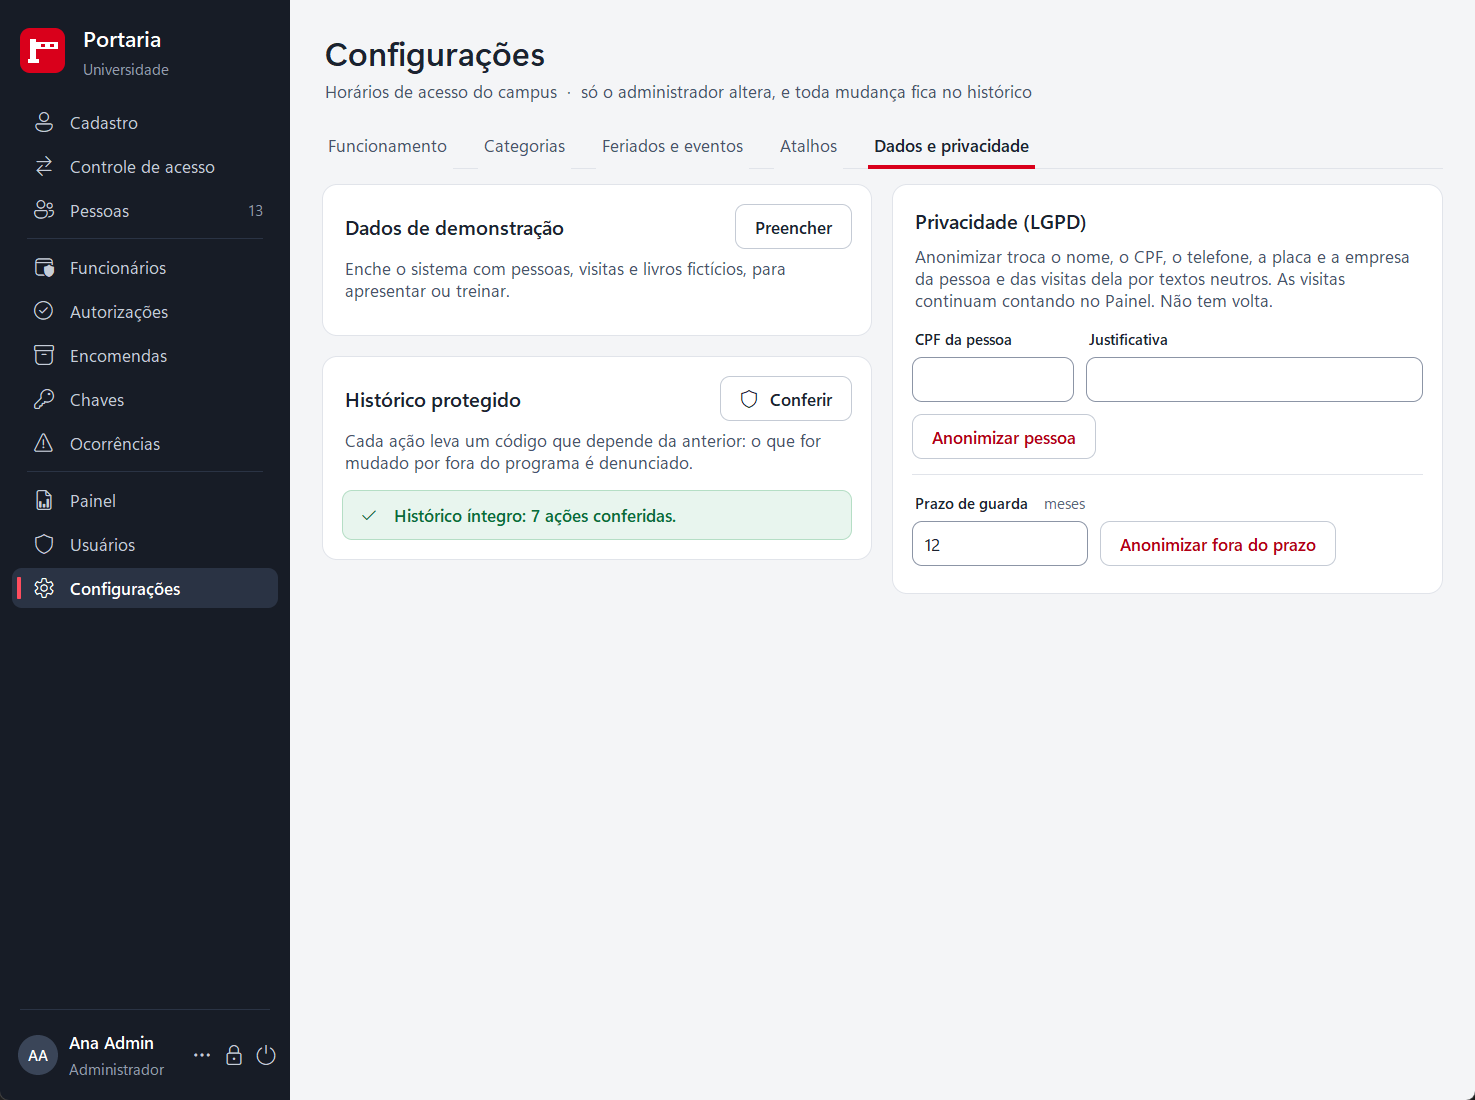 Portaria
Universidade
Cadastro
Controle de acesso
Pessoas 13
Funcionários
Autorizações
Encomendas
Chaves
Ocorrências
Painel
Usuários
Configurações
AA
Ana Admin
Administrador
Configurações
Horários de acesso do campus · só o administrador altera, e toda mudança fica no histórico
Funcionamento Categorias Feriados e eventos Atalhos Dados e privacidade
Dados de demonstração Preencher
Enche o sistema com pessoas, visitas e livros fictícios, para
apresentar ou treinar.
Histórico protegido Conferir
Cada ação leva um código que depende da anterior: o que for
mudado por fora do programa é denunciado.
Histórico íntegro: 7 ações conferidas.
Privacidade (LGPD)
Anonimizar troca o nome, o CPF, o telefone, a placa e a empresa
da pessoa e das visitas dela por textos neutros. As visitas
continuam contando no Painel. Não tem volta.
CPF da pessoa Justificativa
Anonimizar pessoa
Prazo de guarda meses
12 Anonimizar fora do prazo